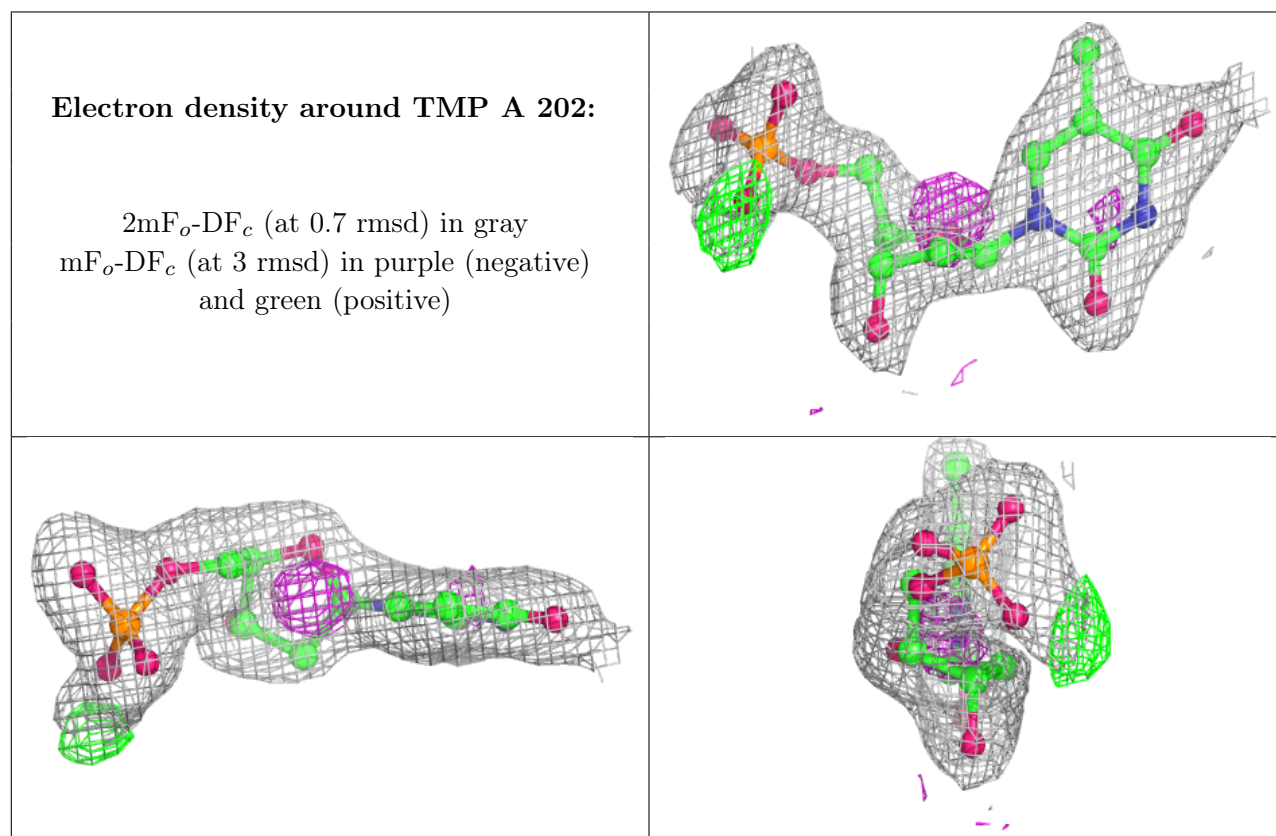 Electron density around TMP A 202:
2mFₒ-DF𝒸 (at 0.7 rmsd) in gray
mFₒ-DF𝒸 (at 3 rmsd) in purple (negative)
and green (positive)